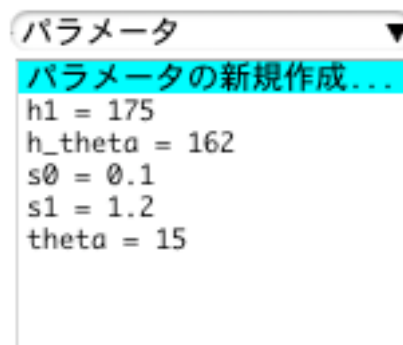 パラメータ ▼
パラメータの新規作成...
h1 = 175
h_theta = 162
s0 = 0.1
s1 = 1.2
theta = 15